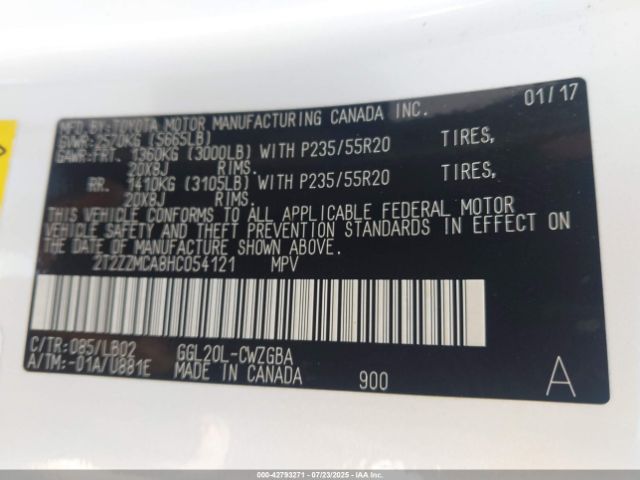 MFD.BY:TOYOTA MOTOR MANUFACTURING CANADA INC. 01/17
GVWR:2570KG (5665LB)
GAWR:FRT. 1360KG (3000LB) WITH P235/55R20 TIRES,
20X8J RIMS.
RR. 1410KG (3105LB) WITH P235/55R20 TIRES,
20X8J RIMS.
THIS VEHICLE CONFORMS TO ALL APPLICABLE FEDERAL MOTOR
VEHICLE SAFETY AND THEFT PREVENTION STANDARDS IN EFFECT ON
THE DATE OF MANUFACTURE SHOWN ABOVE.
2T2ZZMCA8HC054121 MPV
C/TR:085/LB02 GGL20L-CWZGBA
A/TM:-01A/U881E MADE IN CANADA 900 A
000-42793271 | 07/23/2025 | IAAI.COM